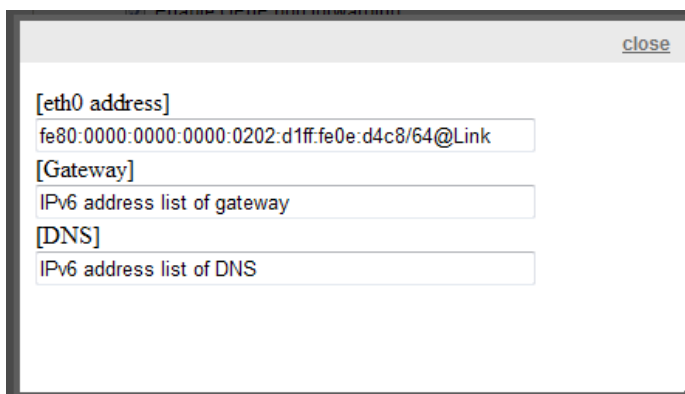 close
[eth0 address]
fe80:0000:0000:0000:0202:d1ff:fe0e:d4c8/64@Link
[Gateway]
IPv6 address list of gateway
[DNS]
IPv6 address list of DNS